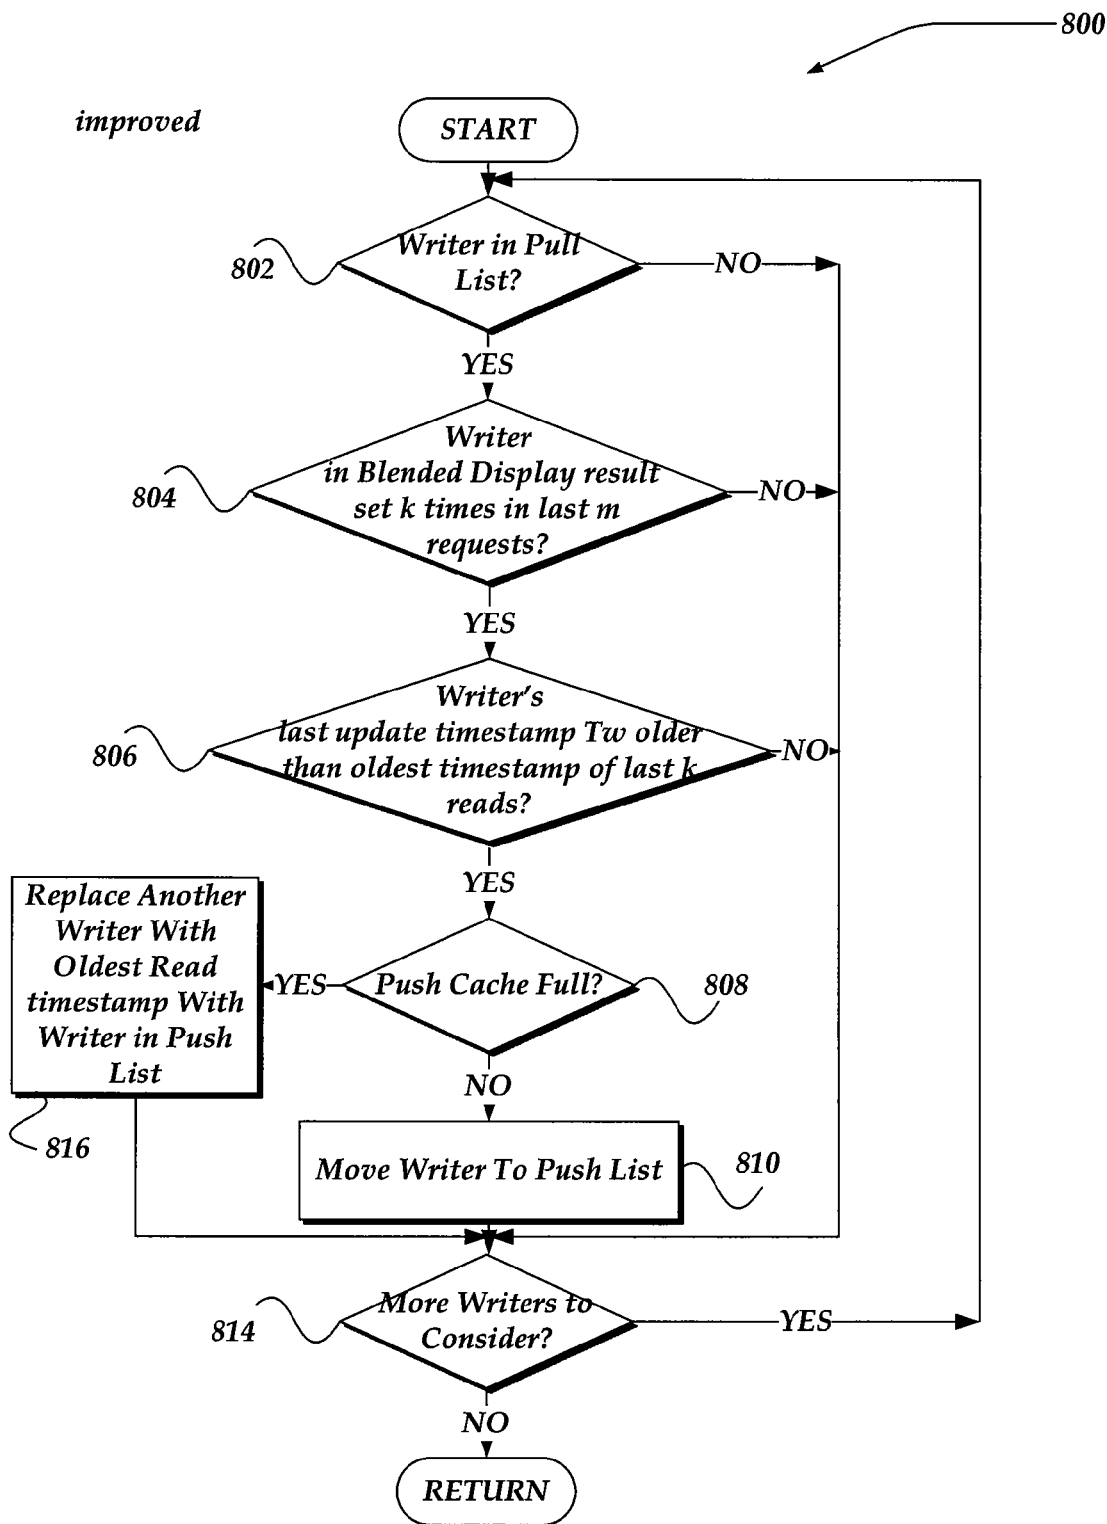 800
improved
START
Writer in Pull
List?
802
NO
YES
Writer
in Blended Display result
set k times in last m
requests?
804
NO
YES
Writer's
last update timestamp Tw older
than oldest timestamp of last k
reads?
806
NO
YES
Replace Another
Writer With
Oldest Read
timestamp With
Writer in Push
List
YES
Push Cache Full?
808
NO
816
Move Writer To Push List
810
More Writers to
Consider?
814
YES
NO
RETURN